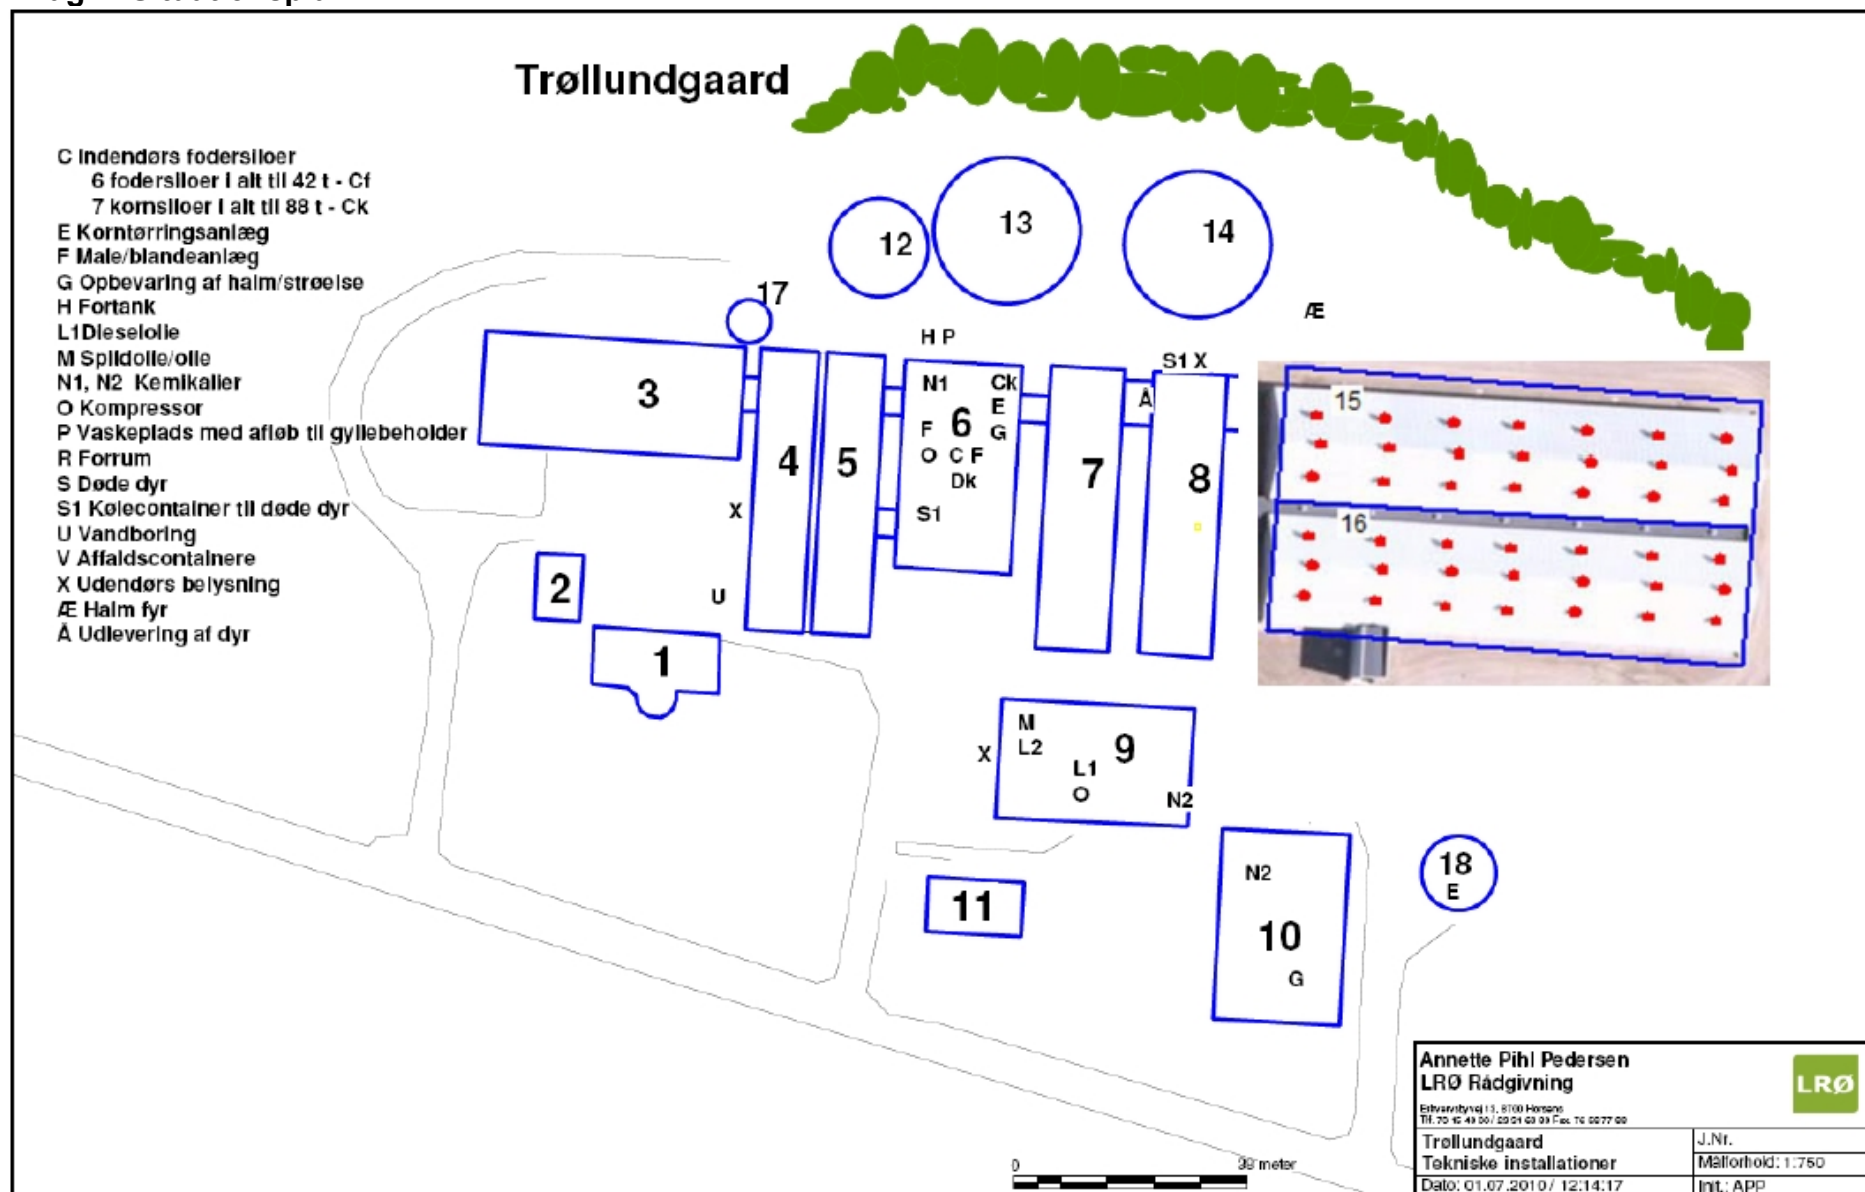 Trøllundgaard
C Indendørs fodersiloer
6 fodersiloer i alt til 42 t - Cf
7 kornsiloer i alt til 88 t - Ck
E Korntørringsanlæg
F Male/blandeanlæg
G Opbevaring af halm/strøelse
H Fortank
L1Dieselolie
M Spildolie/olie
N1, N2 Kemikalier
O Kompressor
P Vaskeplads med afløb til gyllebeholder
R Forrum
S Døde dyr
S1 Kølecontainer til døde dyr
U Vandboring
V Affaldscontainere
X Udendørs belysning
Æ Halm fyr
Å Udlevering af dyr
12
13
14
17
Æ
H P
S1 X
3
4
5
N1
Ck
E
F
6
G
O
C F
Dk
S1
7
Å
8
15
16
X
U
2
1
M
L2
9
X
L1
O
N2
11
N2
10
G
18
E
0
38 meter
Annette Pihl Pedersen
LRØ Rådgivning
LRØ
Trøllundgaard
J.Nr.
Tekniske installationer
Målforhold: 1:750
Dato: 01.07.2010 / 12:14:17
Init.: APP